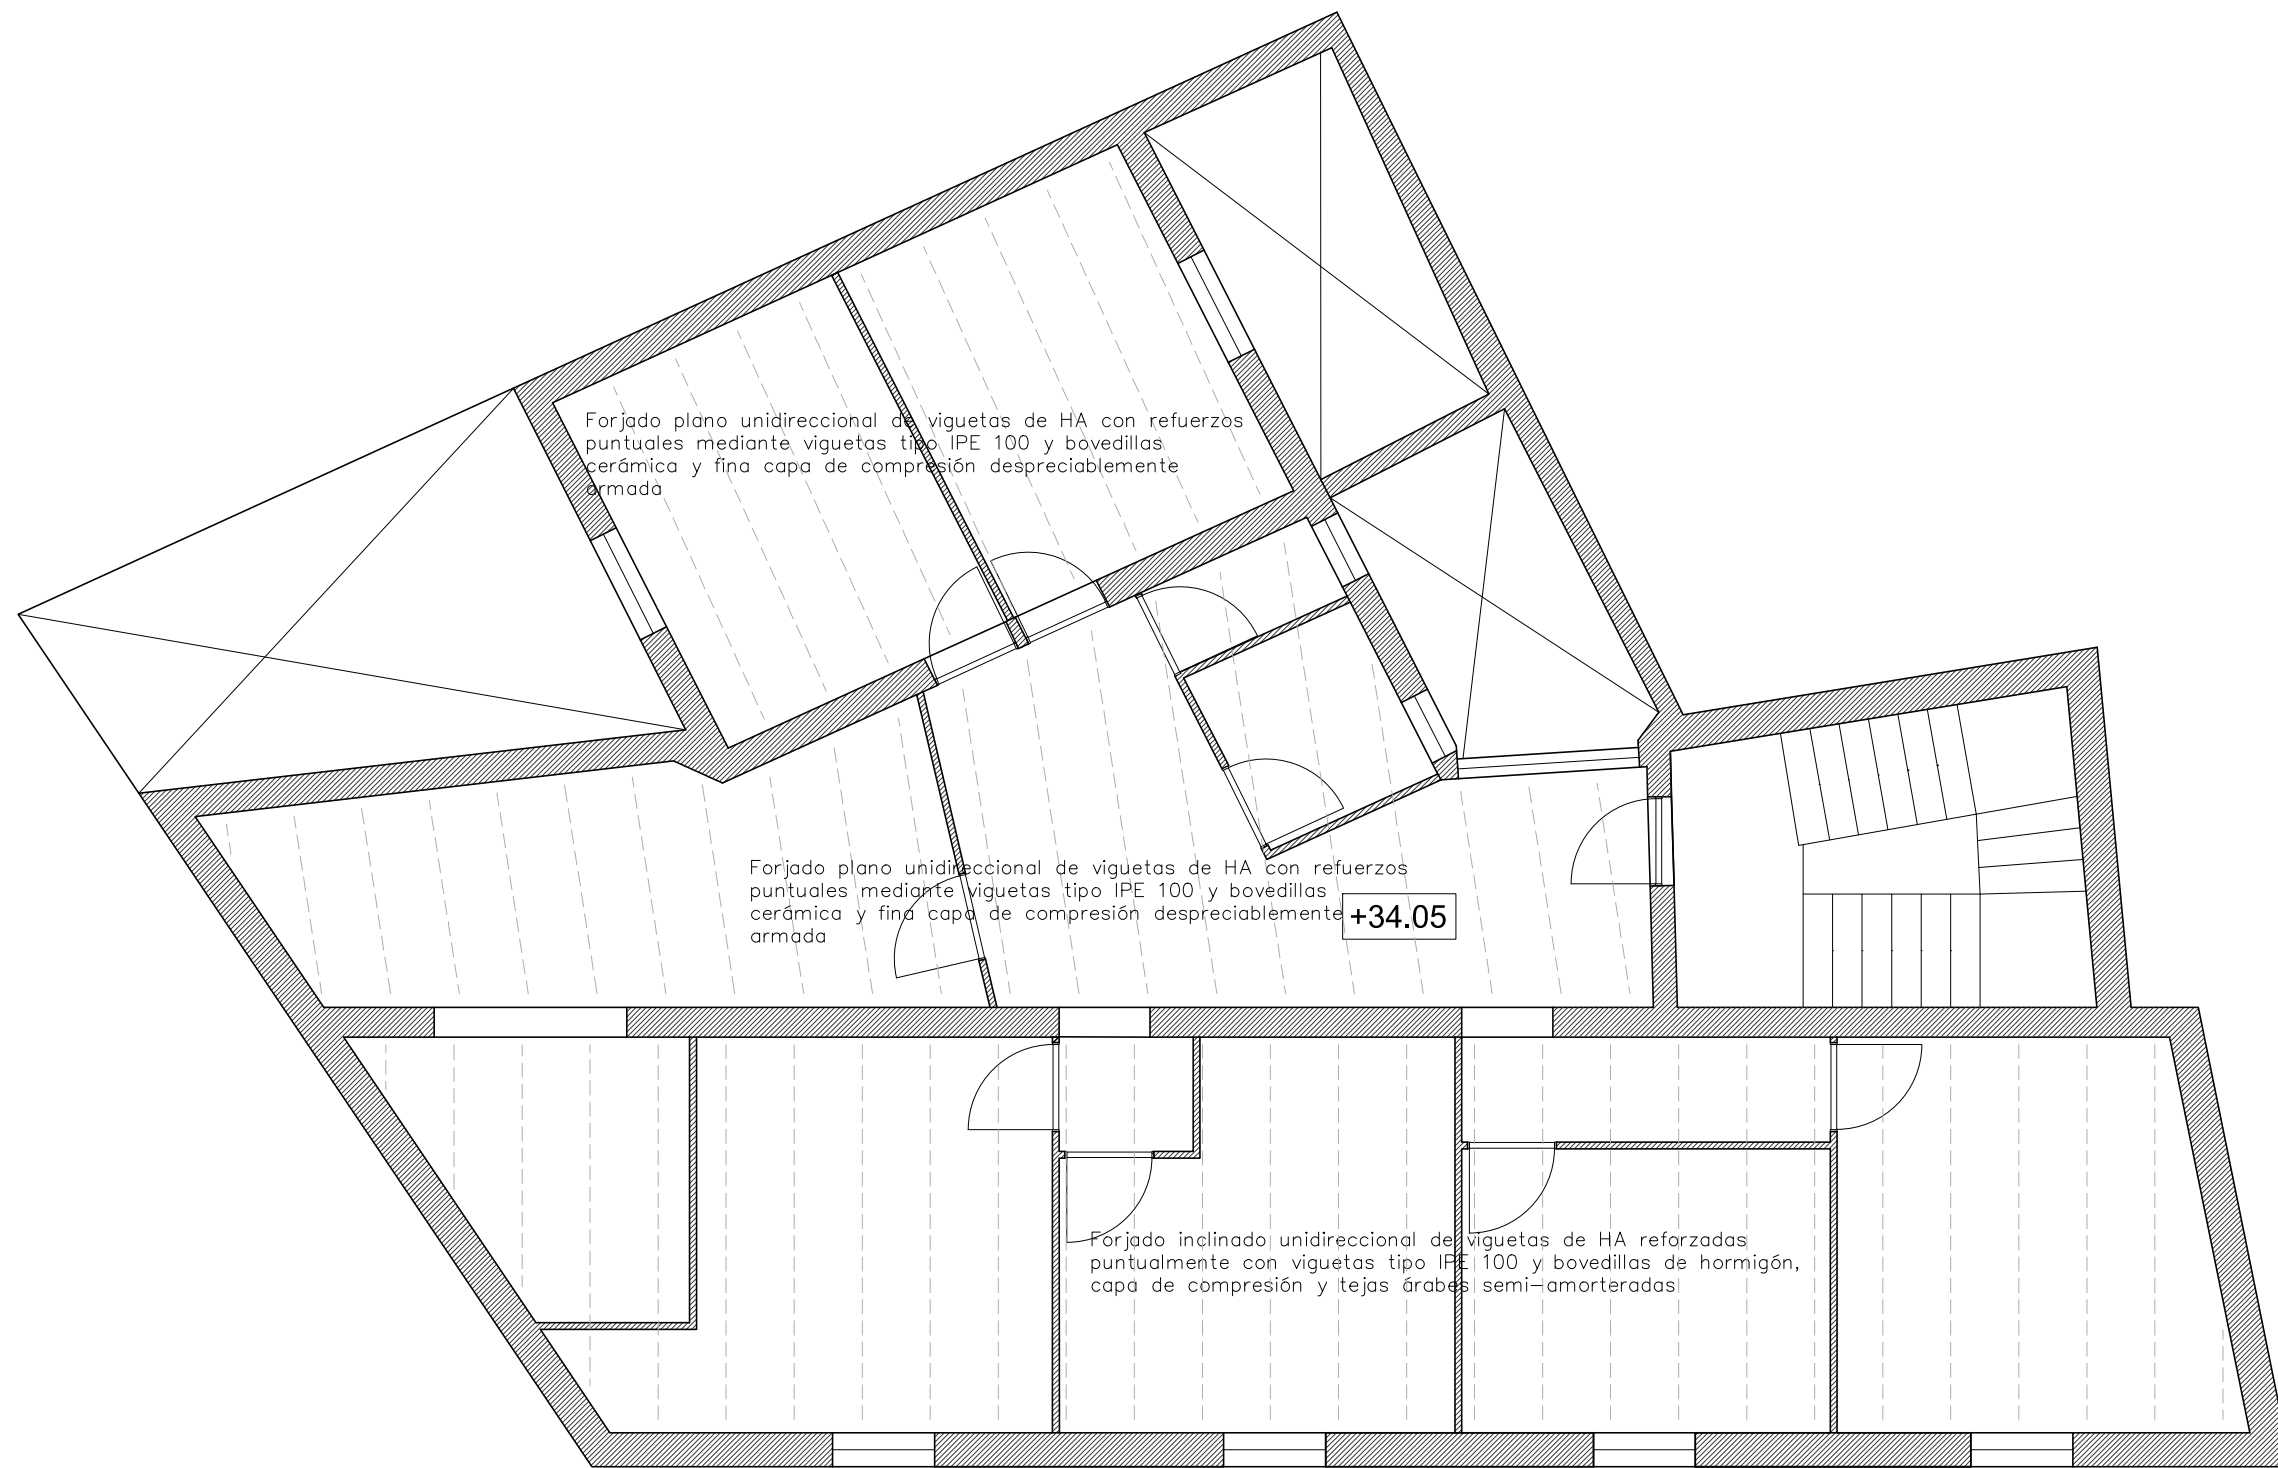 Forjado plano unidireccional de viguetas de HA con refuerzos
puntuales mediante viguetas tipo IPE 100 y bovedillas
cerámica y fina capa de compresión despreciablemente
armada
Forjado plano unidireccional de viguetas de HA con refuerzos
puntuales mediante viguetas tipo IPE 100 y bovedillas
cerámica y fina capa de compresión despreciablemente
armada
+34.05
Forjado inclinado unidireccional de viguetas de HA reforzadas
puntualmente con viguetas tipo IPE 100 y bovedillas de hormigón,
capa de compresión y tejas árabes semi-amorteradas